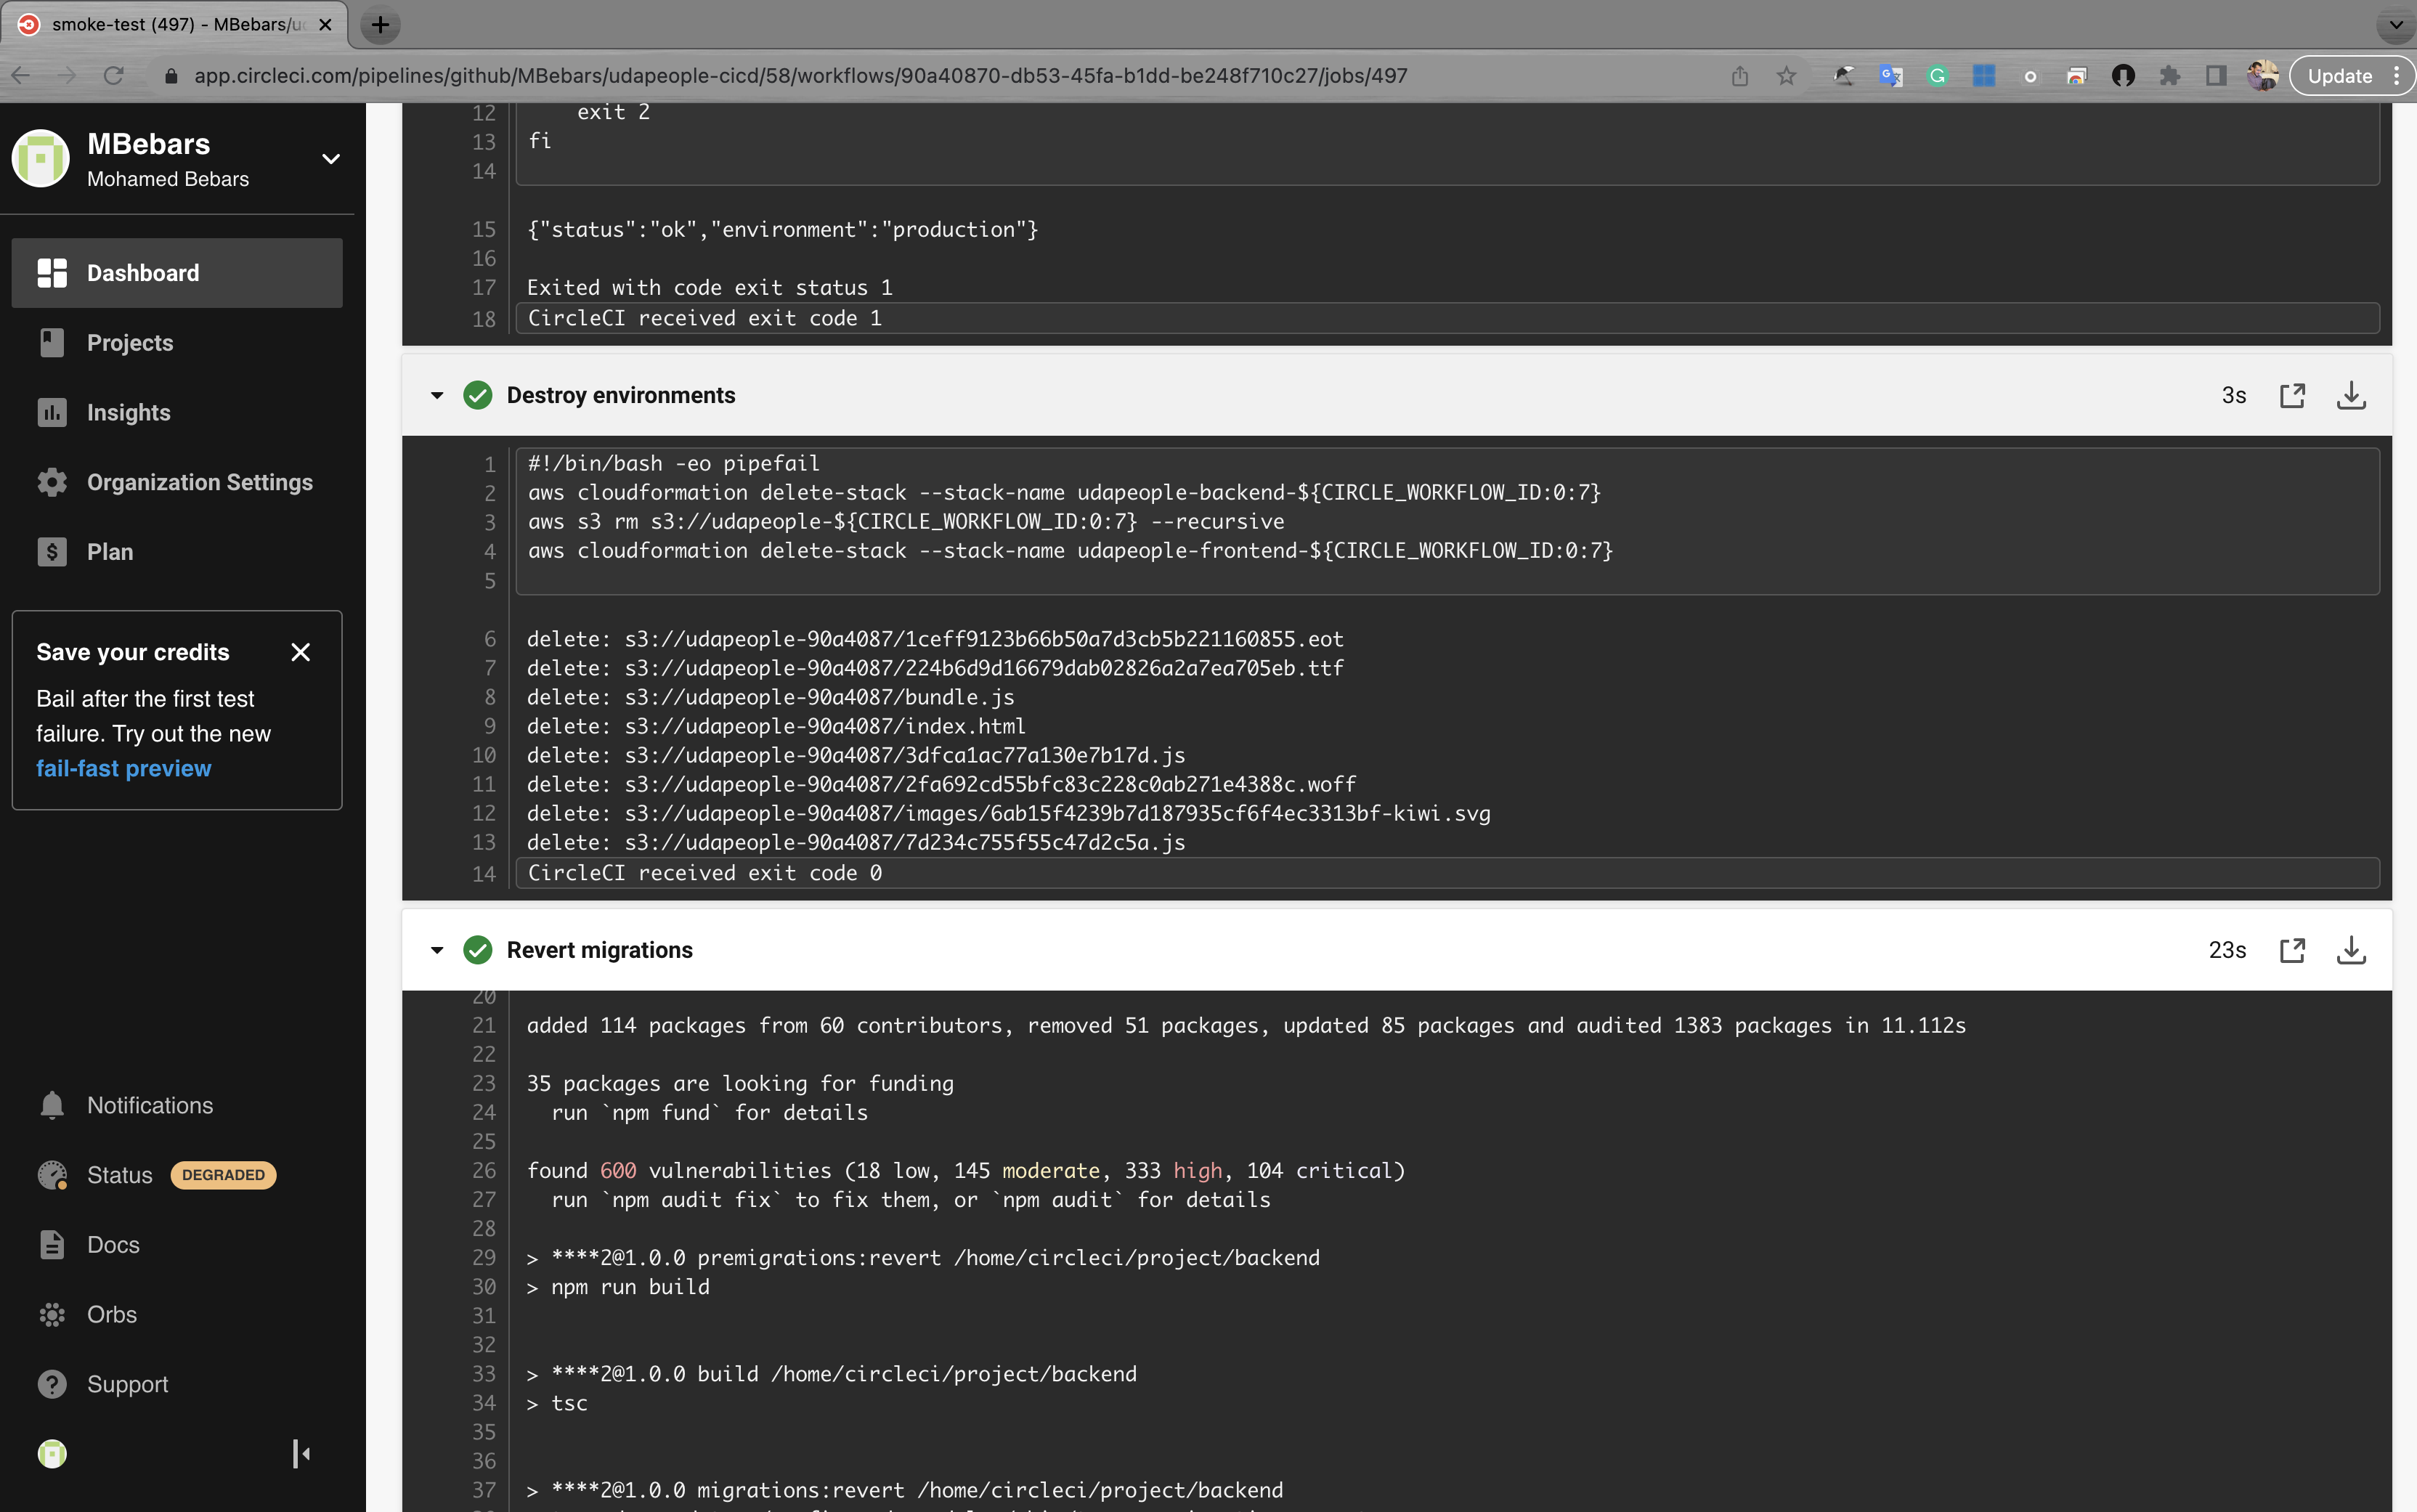 smoke-test (497) - MBebars/u
app.circleci.com/pipelines/github/MBebars/udapeople-cicd/58/workflows/90a40870-db53-45fa-b1dd-be248f710c27/jobs/497
Update
MBebars
Mohamed Bebars
Dashboard
Projects
Insights
Organization Settings
Plan
Save your credits
Bail after the first test
failure. Try out the new
fail-fast preview
Notifications
Status DEGRADED
Docs
Orbs
Support
12 exit 2
13 fi
14
15 {"status":"ok","environment":"production"}
16
17 Exited with code exit status 1
18 CircleCI received exit code 1
Destroy environments 3s
1 #!/bin/bash -eo pipefail
2 aws cloudformation delete-stack --stack-name udapeople-backend-${CIRCLE_WORKFLOW_ID:0:7}
3 aws s3 rm s3://udapeople-${CIRCLE_WORKFLOW_ID:0:7} --recursive
4 aws cloudformation delete-stack --stack-name udapeople-frontend-${CIRCLE_WORKFLOW_ID:0:7}
5
6 delete: s3://udapeople-90a4087/1ceff9123b66b50a7d3cb5b221160855.eot
7 delete: s3://udapeople-90a4087/224b6d9d16679dab02826a2a7ea705eb.ttf
8 delete: s3://udapeople-90a4087/bundle.js
9 delete: s3://udapeople-90a4087/index.html
10 delete: s3://udapeople-90a4087/3dfca1ac77a130e7b17d.js
11 delete: s3://udapeople-90a4087/2fa692cd55bfc83c228c0ab271e4388c.woff
12 delete: s3://udapeople-90a4087/images/6ab15f4239b7d187935cf6f4ec3313bf-kiwi.svg
13 delete: s3://udapeople-90a4087/7d234c755f55c47d2c5a.js
14 CircleCI received exit code 0
Revert migrations 23s
20
21 added 114 packages from 60 contributors, removed 51 packages, updated 85 packages and audited 1383 packages in 11.112s
22
23 35 packages are looking for funding
24 run `npm fund` for details
25
26 found 600 vulnerabilities (18 low, 145 moderate, 333 high, 104 critical)
27 run `npm audit fix` to fix them, or `npm audit` for details
28
29 > ****2@1.0.0 premigrations:revert /home/circleci/project/backend
30 > npm run build
31
32
33 > ****2@1.0.0 build /home/circleci/project/backend
34 > tsc
35
36
37 > ****2@1.0.0 migrations:revert /home/circleci/project/backend